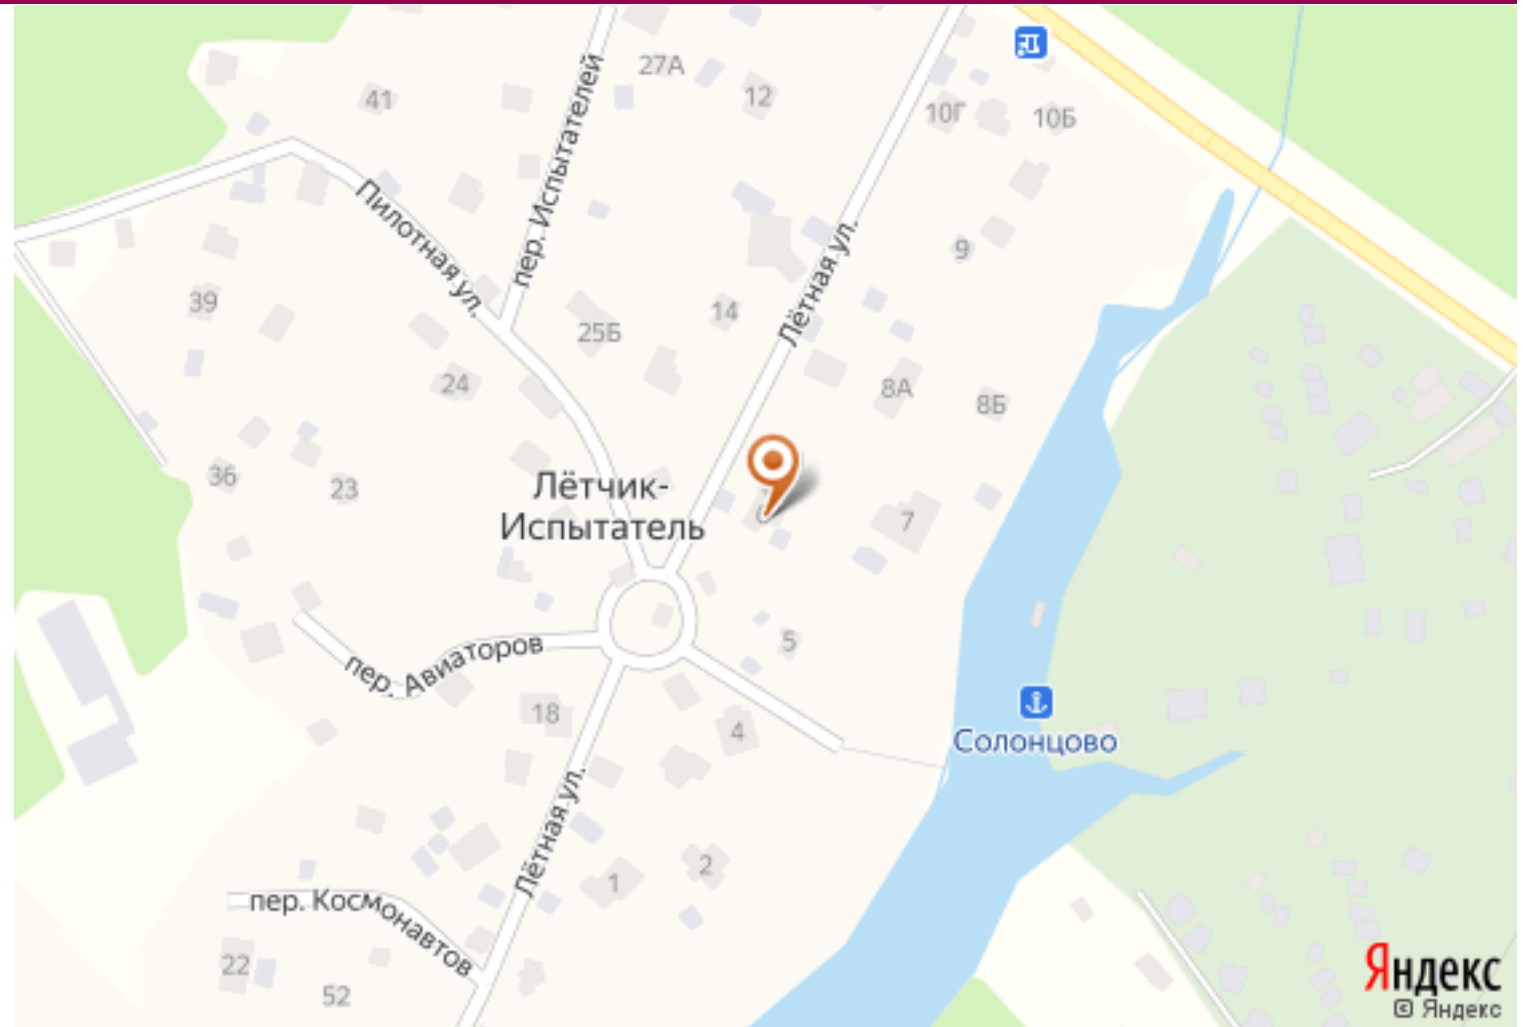 27А
41
12
10Г
10Б
пер. Испытателей
Пилотная ул.
Лётная ул.
9
39
14
25Б
24
8А
8Б
36
23
Лётчик-
Испытатель
7
5
пер. Авиаторов
18
4
Солонцово
Лётная ул.
2
1
пер. Космонавтов
22
52
Яндекс
© Яндекс